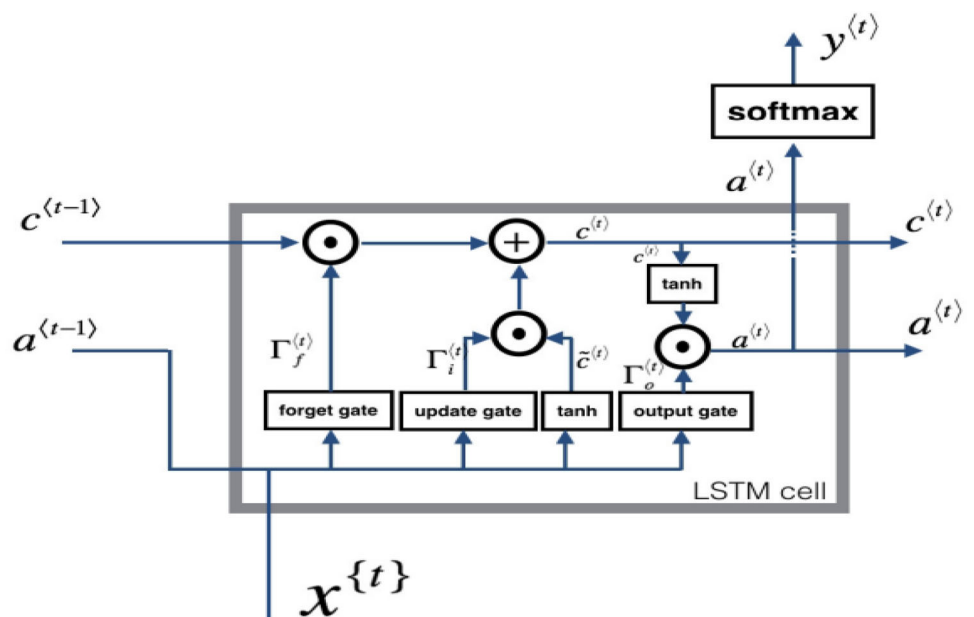 y⟨t⟩
softmax
a⟨t⟩
c⟨t−1⟩
c⟨t⟩
c⟨t⟩
c⟨t⟩
tanh
a⟨t−1⟩
Γf⟨t⟩
Γi⟨t⟩
c̃⟨t⟩
Γo⟨t⟩
a⟨t⟩
a⟨t⟩
forget gate
update gate
tanh
output gate
LSTM cell
x{t}